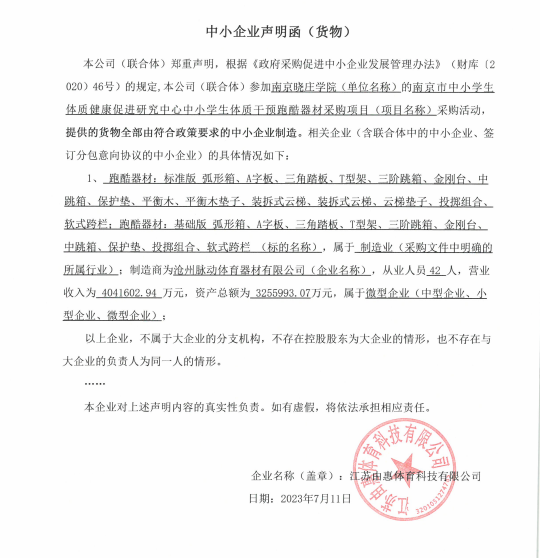 中小企业声明函（货物）
本公司（联合体）郑重声明，根据《政府采购促进中小企业发展管理办法》（财库〔2
020〕46号）的规定,本公司（联合体）参加南京晓庄学院（单位名称）的南京市中小学生
体质健康促进研究中心中小学生体质干预跑酷器材采购项目（项目名称）采购活动，
提供的货物全部由符合政策要求的中小企业制造。相关企业（含联合体中的中小企业、签
订分包意向协议的中小企业）的具体情况如下：
1、 跑酷器材：标准版 弧形箱、A字板、三角踏板、T型架、三阶跳箱、金刚台、中
跳箱、保护垫、平衡木、平衡木垫子、装拆式云梯、装拆式云梯、云梯垫子、投掷组合、
软式跨栏；跑酷器材：基础版 弧形箱、A字板、三角踏板、T型架、三阶跳箱、金刚台、
中跳箱、保护垫、投掷组合、软式跨栏 （标的名称），属于 制造业（采购文件中明确的
所属行业）；制造商为沧州脉动体育器材有限公司（企业名称），从业人员 42 人，营业
收入为 4041602.94 万元，资产总额为 3255993.07万元，属于微型企业（中型企业、小
型企业、微型企业）；
以上企业，不属于大企业的分支机构，不存在控股股东为大企业的情形，也不存在与
大企业的负责人为同一人的情形。
……
本企业对上述声明内容的真实性负责。如有虚假，将依法承担相应责任。
企业名称（盖章）：江苏由惠体育科技有限公司
日期：2023年7月11日
江苏由惠体育科技有限公司